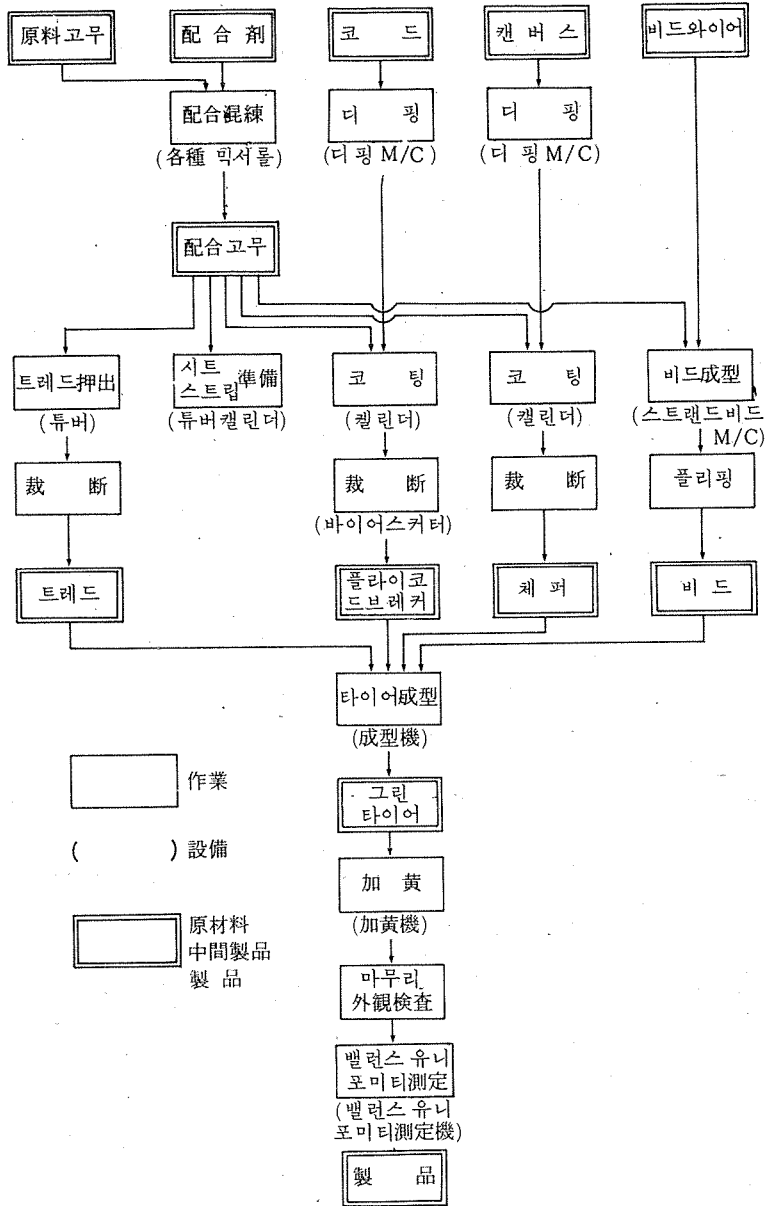 原料고무
配合剤
코드
캔버스
비드와이어
配合混練
(各種 믹서롤)
디핑
(디핑 M/C)
디핑
(디핑 M/C)
配合고무
트레드押出
(튜버)
시트
스트립 準備
(튜버캘린더)
코팅
(켈린더)
코팅
(캘린더)
비드成型
(스트랜드비드
M/C)
裁断
裁断
(바이어스커터)
裁断
플리핑
트레드
플라이코
드브레커
체퍼
비드
타이어成型
(成型機)
그린
타이어
加黄
(加黄機)
마무리
外観検査
밸런스 유니
포미티測定
(밸런스 유니
포미티測定機)
製品
作業
( ) 設備
原材料
中間製品
製品